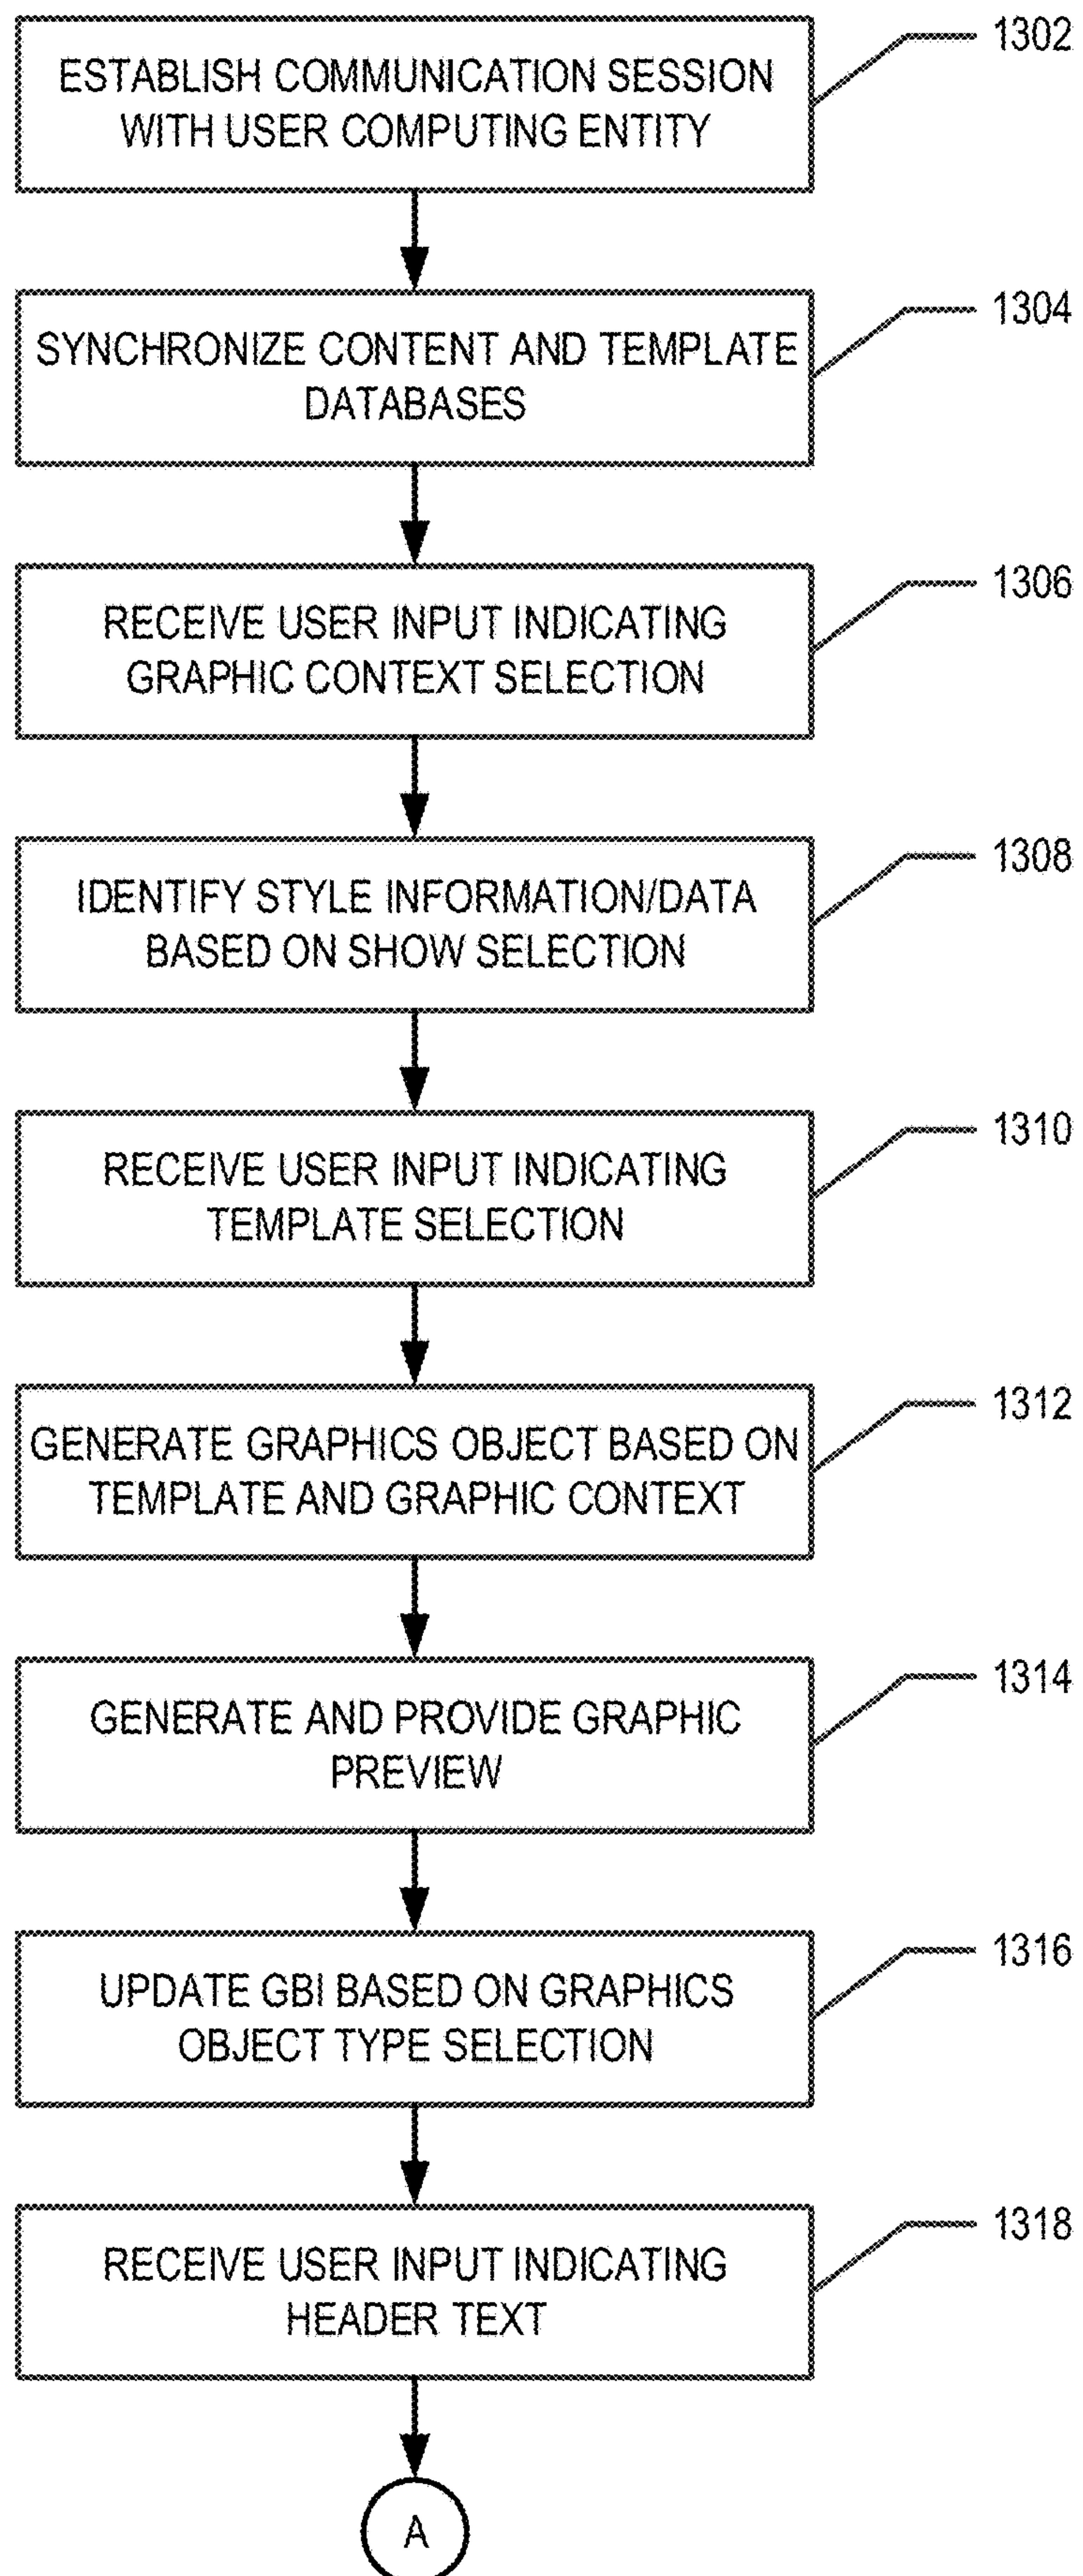 1302
ESTABLISH COMMUNICATION SESSION
WITH USER COMPUTING ENTITY
1304
SYNCHRONIZE CONTENT AND TEMPLATE
DATABASES
1306
RECEIVE USER INPUT INDICATING
GRAPHIC CONTEXT SELECTION
1308
IDENTIFY STYLE INFORMATION/DATA
BASED ON SHOW SELECTION
1310
RECEIVE USER INPUT INDICATING
TEMPLATE SELECTION
1312
GENERATE GRAPHICS OBJECT BASED ON
TEMPLATE AND GRAPHIC CONTEXT
1314
GENERATE AND PROVIDE GRAPHIC
PREVIEW
1316
UPDATE GBI BASED ON GRAPHICS
OBJECT TYPE SELECTION
1318
RECEIVE USER INPUT INDICATING
HEADER TEXT
A